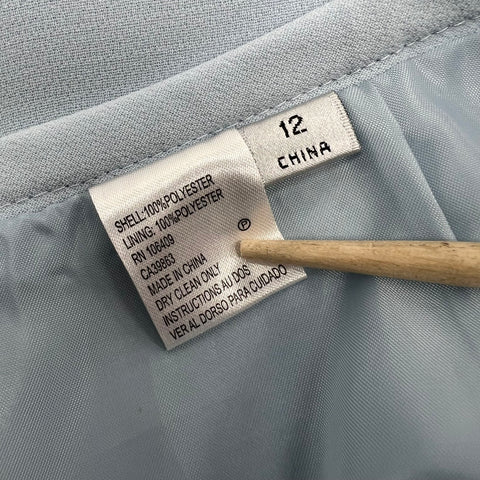 12
CHINA
SHELL:100%POLYESTER
LINING: 100%POLYESTER
RN 106409
P
CA39863
MADE IN CHINA
DRY CLEAN ONLY
INSTRUCTIONS AU DOS
VER AL DORSO PARA CUIDADO